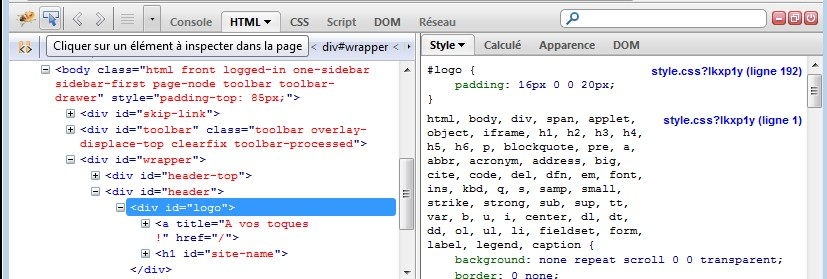 Console HTML CSS Script DOM Réseau
Cliquer sur un élément à inspecter dans la page < div#wrapper <
<body class="html front logged-in one-sidebar
sidebar-first page-node toolbar toolbar-
drawer" style="padding-top: 85px;">
<div id="skip-link">
<div id="toolbar" class="toolbar overlay-
displace-top clearfix toolbar-processed">
<div id="wrapper">
<div id="header-top">
<div id="header">
<div id="logo">
<a title="A vos toques
!" href="/">
<h1 id="site-name">
</div>
Style Calculé Apparence DOM
#logo { style.css?lkxp1y (ligne 192)
padding: 16px 0 0 20px;
}
html, body, div, span, applet, style.css?lkxp1y (ligne 1)
object, iframe, h1, h2, h3, h4,
h5, h6, p, blockquote, pre, a,
abbr, acronym, address, big,
cite, code, del, dfn, em, font,
ins, kbd, q, s, samp, small,
strike, strong, sub, sup, tt,
var, b, u, i, center, dl, dt,
dd, ol, ul, li, fieldset, form,
label, legend, caption {
background: none repeat scroll 0 0 transparent;
border: 0 none;